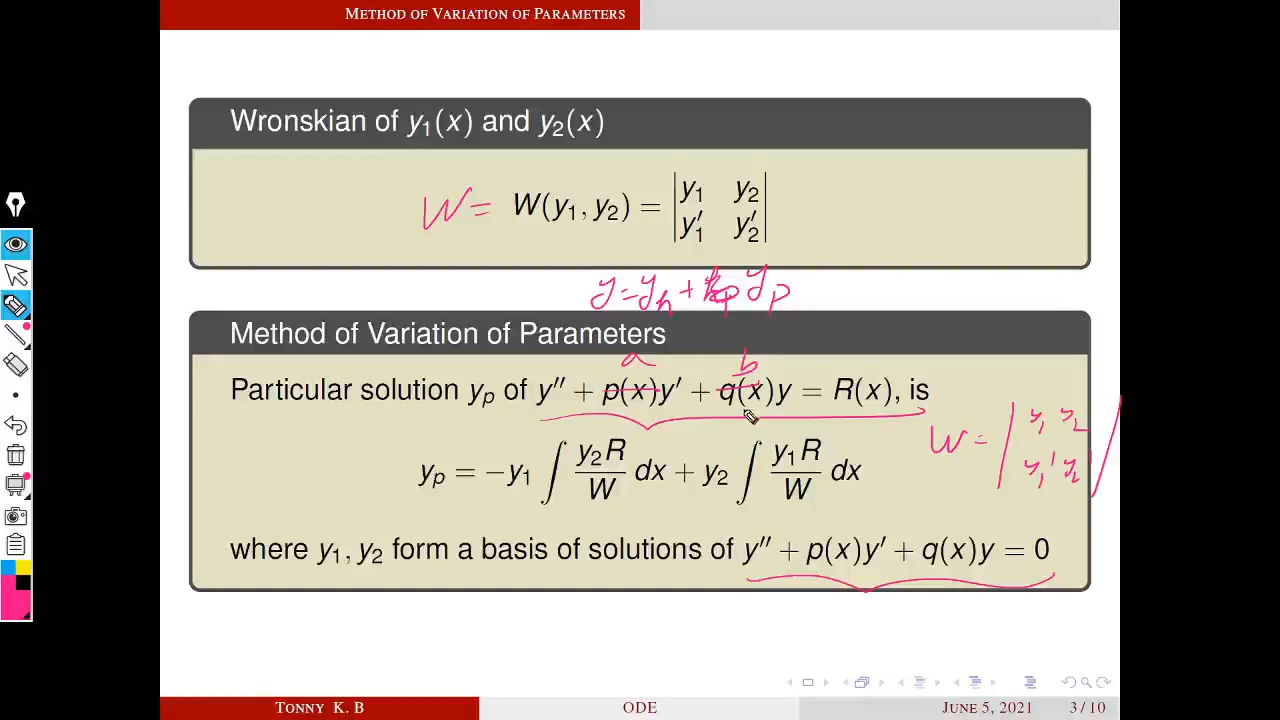 METHOD OF VARIATION OF PARAMETERS
Wronskian of y₁(x) and y₂(x)
W = W(y₁, y₂) = |y₁ y₂|
|y₁′ y₂′|
y = yₕ + yₚ
Method of Variation of Parameters
a b
Particular solution yₚ of y″ + p(x)y′ + q(x)y = R(x), is
yₚ = −y₁ ∫ y₂R/W dx + y₂ ∫ y₁R/W dx
W = |y₁ y₂|
|y₁′ y₂′|
where y₁, y₂ form a basis of solutions of y″ + p(x)y′ + q(x)y = 0
TONNY K. B ODE JUNE 5, 2021 3 / 10